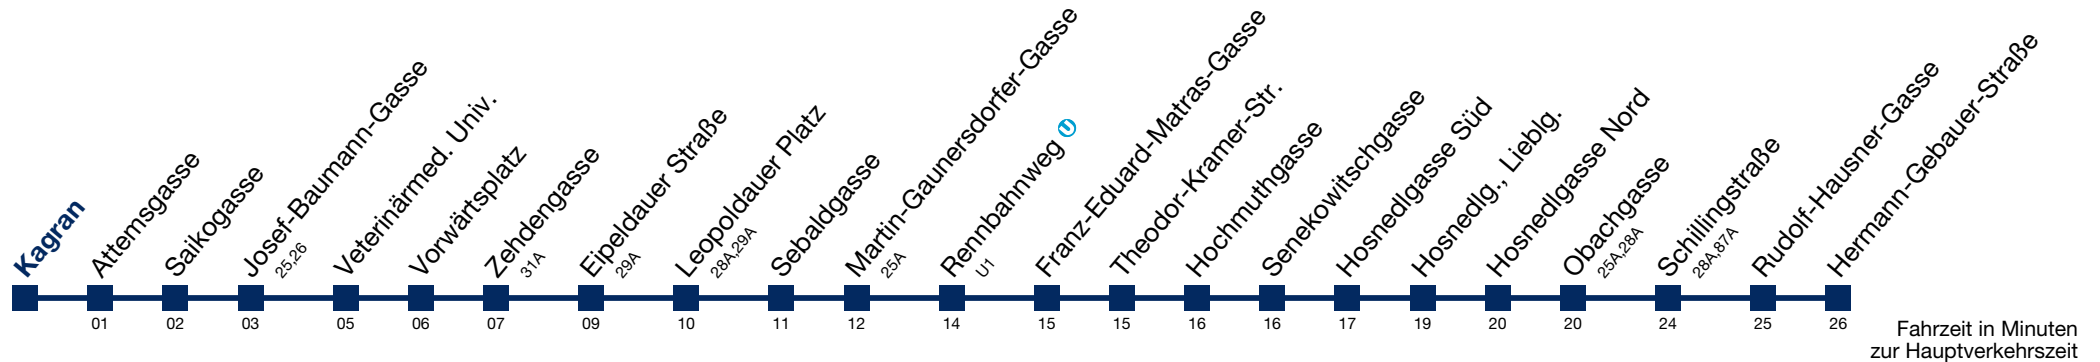 Kagran
Attemsgasse
Saikogasse
Josef-Baumann-Gasse
25,26
Veterinärmed. Univ.
Vorwärtsplatz
Zehdengasse
31A
Eipeldauer Straße
29A
Leopoldauer Platz
28A,29A
Sebaldgasse
Martin-Gaunersdorfer-Gasse
25A
Rennbahnweg U
U1
Franz-Eduard-Matras-Gasse
Theodor-Kramer-Str.
Hochmuthgasse
Senekowitschgasse
Hosnedlgasse Süd
Hosnedlg., Lieblg.
Hosnedlgasse Nord
Obachgasse
25A,28A
Schillingstraße
28A,87A
Rudolf-Hausner-Gasse
Hermann-Gebauer-Straße
01 02 03 05 06 07 09 10 11 12 14 15 15 16 16 17 19 20 20 24 25 26
Fahrzeit in Minuten
zur Hauptverkehrszeit